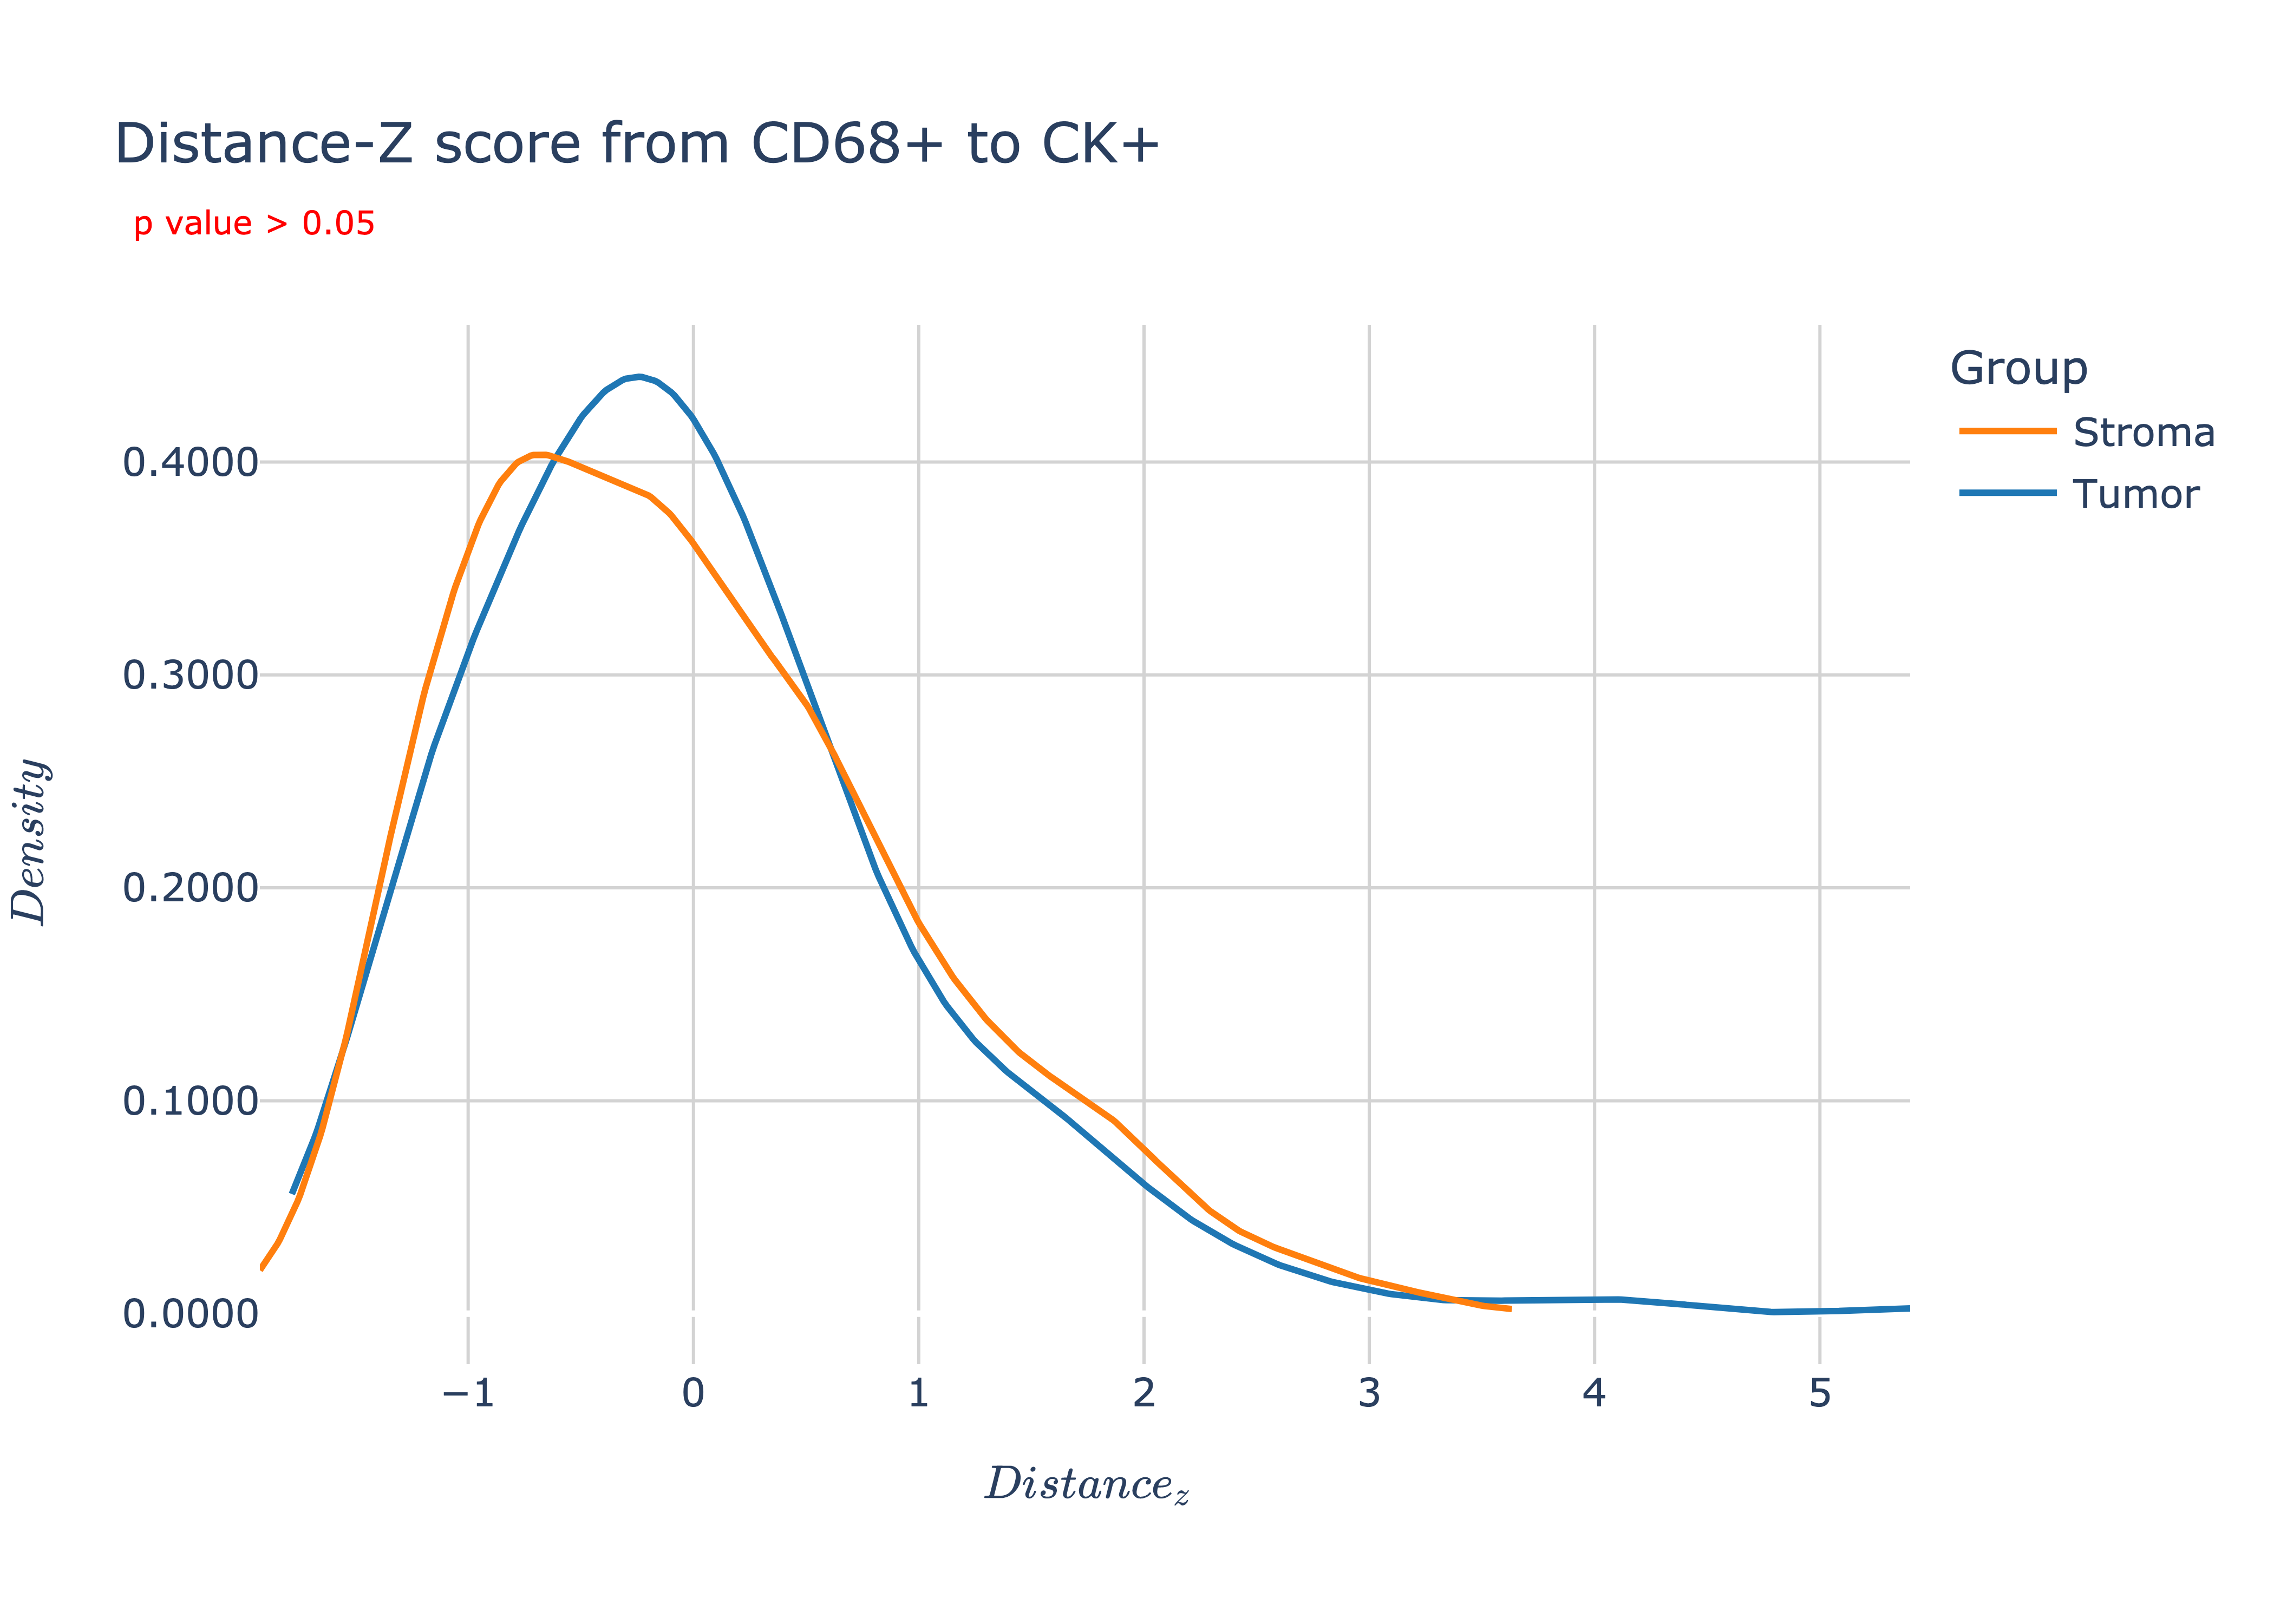 Distance-Z score from CD68+ to CK+
p value > 0.05
Group
Stroma
Tumor
0.4000
0.3000
0.2000
0.1000
0.0000
Density
−1 0 1 2 3 4 5
Distance_z